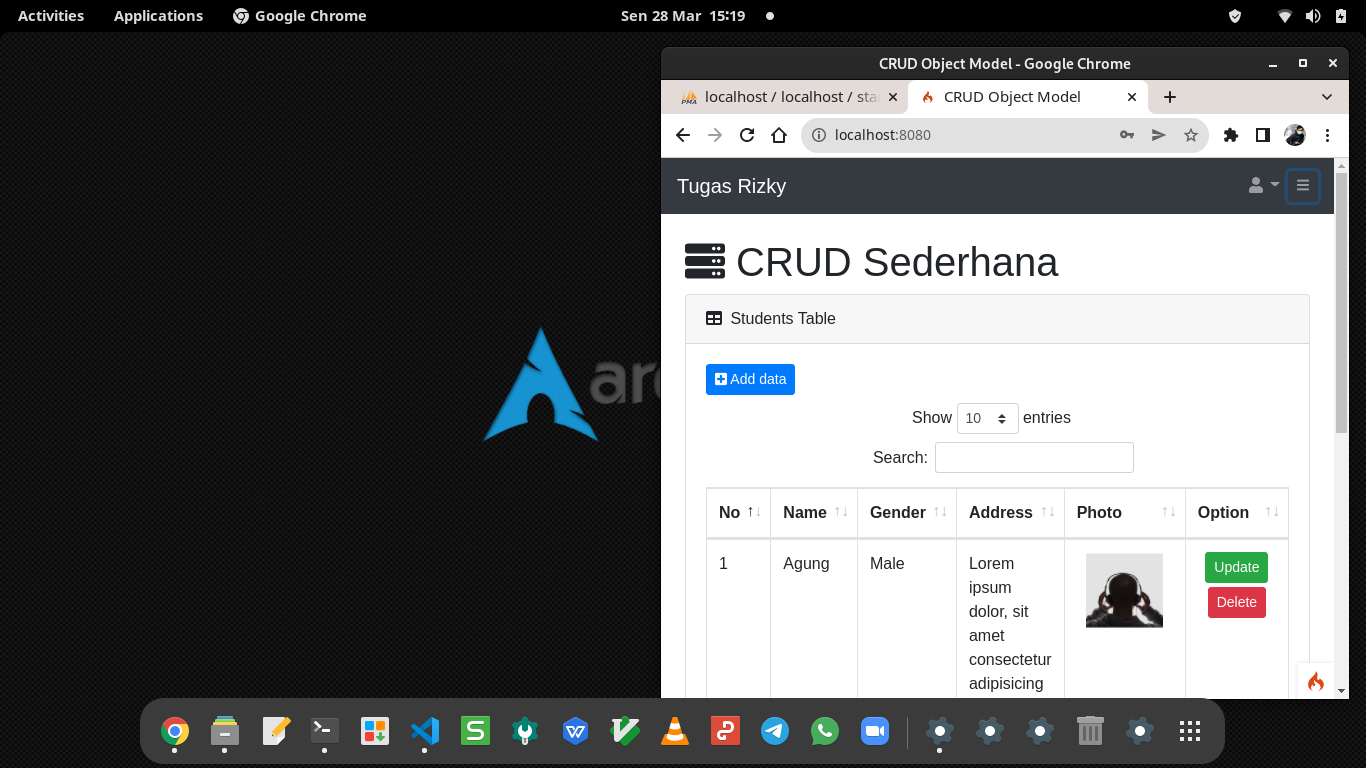 Activities Applications Google Chrome Sen 28 Mar 15:19
CRUD Object Model - Google Chrome
PMA localhost / localhost / sta CRUD Object Model
localhost:8080
Tugas Rizky
CRUD Sederhana
Students Table
Add data
Show 10 entries
Search:
No Name Gender Address Photo Option
1 Agung Male Lorem ipsum dolor, sit amet consectetur adipisicing Update
Delete